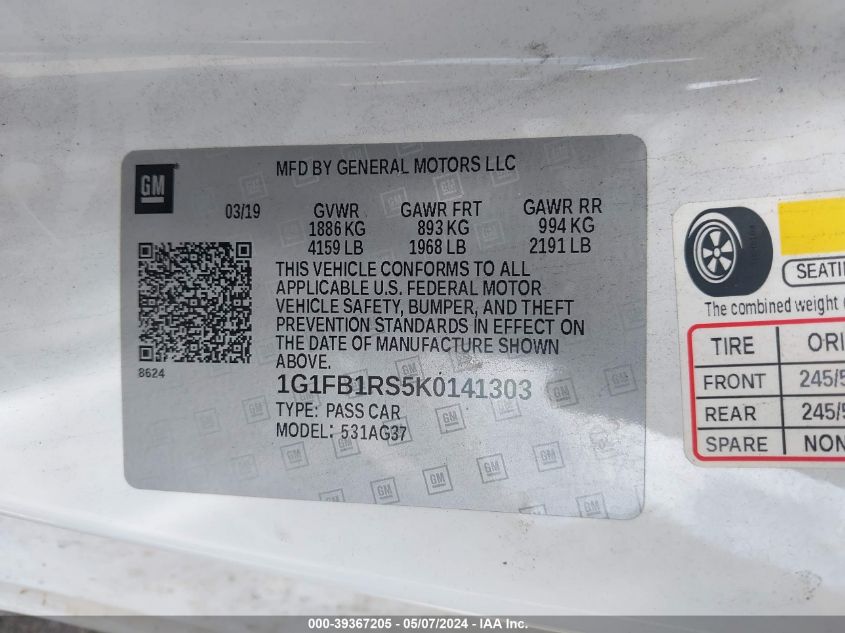 GM
MFD BY GENERAL MOTORS LLC
03/19 GVWR GAWR FRT GAWR RR
1886 KG 893 KG 994 KG
4159 LB 1968 LB 2191 LB
THIS VEHICLE CONFORMS TO ALL
APPLICABLE U.S. FEDERAL MOTOR
VEHICLE SAFETY, BUMPER, AND THEFT
PREVENTION STANDARDS IN EFFECT ON
THE DATE OF MANUFACTURE SHOWN
ABOVE.
8624
1G1FB1RS5K0141303
TYPE: PASS CAR
MODEL: 531AG37
SEATI
The combined weight
TIRE ORI
FRONT 245/5
REAR 245/5
SPARE NON
000-39367205 - 05/07/2024 - IAA Inc.